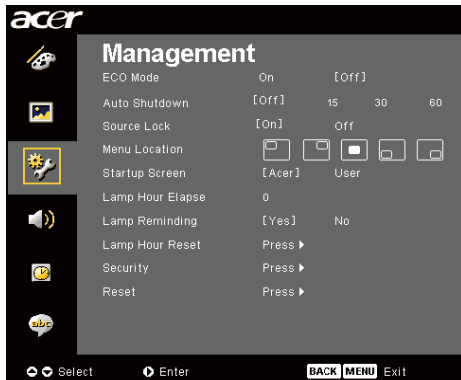 acer
Management
ECO Mode On [Off]
Auto Shutdown [Off] 15 30 60
Source Lock [On] Off
Menu Location
Startup Screen [Acer] User
Lamp Hour Elapse 0
Lamp Reminding [Yes] No
Lamp Hour Reset Press
Security Press
Reset Press
abc
Select Enter BACK MENU Exit